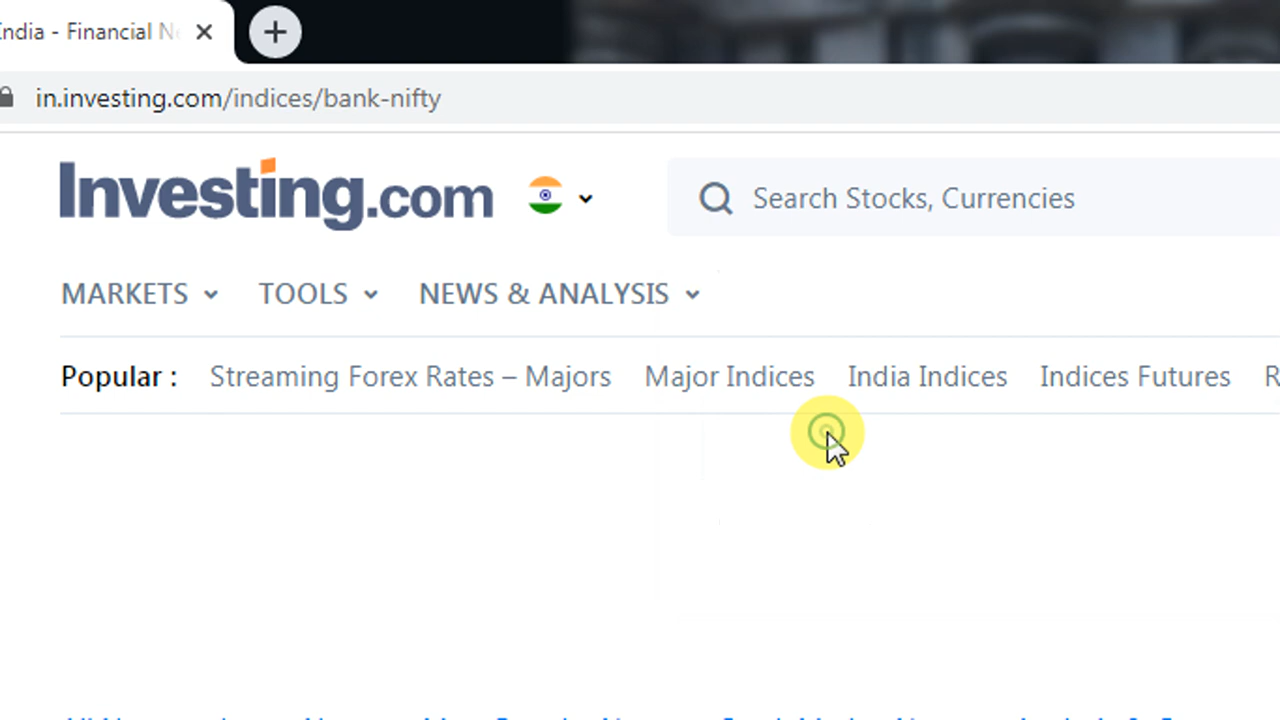 India - Financial N
in.investing.com/indices/bank-nifty
Investing.com
Search Stocks, Currencies
MARKETS TOOLS NEWS & ANALYSIS
Popular : Streaming Forex Rates – Majors Major Indices India Indices Indices Futures R